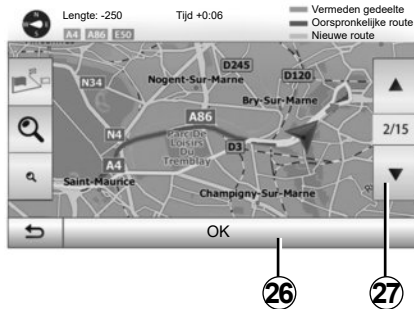 Lengte: -250
Tijd +0:06
Vermeden gedeelte
Oorspronkelijke route
Nieuwe route
A4 A86 E50
D245
D120
N34
Nogent-Sur-Marne
Bry-Sur-Marne
A86
2/15
N4
Parc De
Loisirs
Du
Tremblay
D3
A4
Saint-Maurice
Champigny-Sur-Marne
OK
26
27